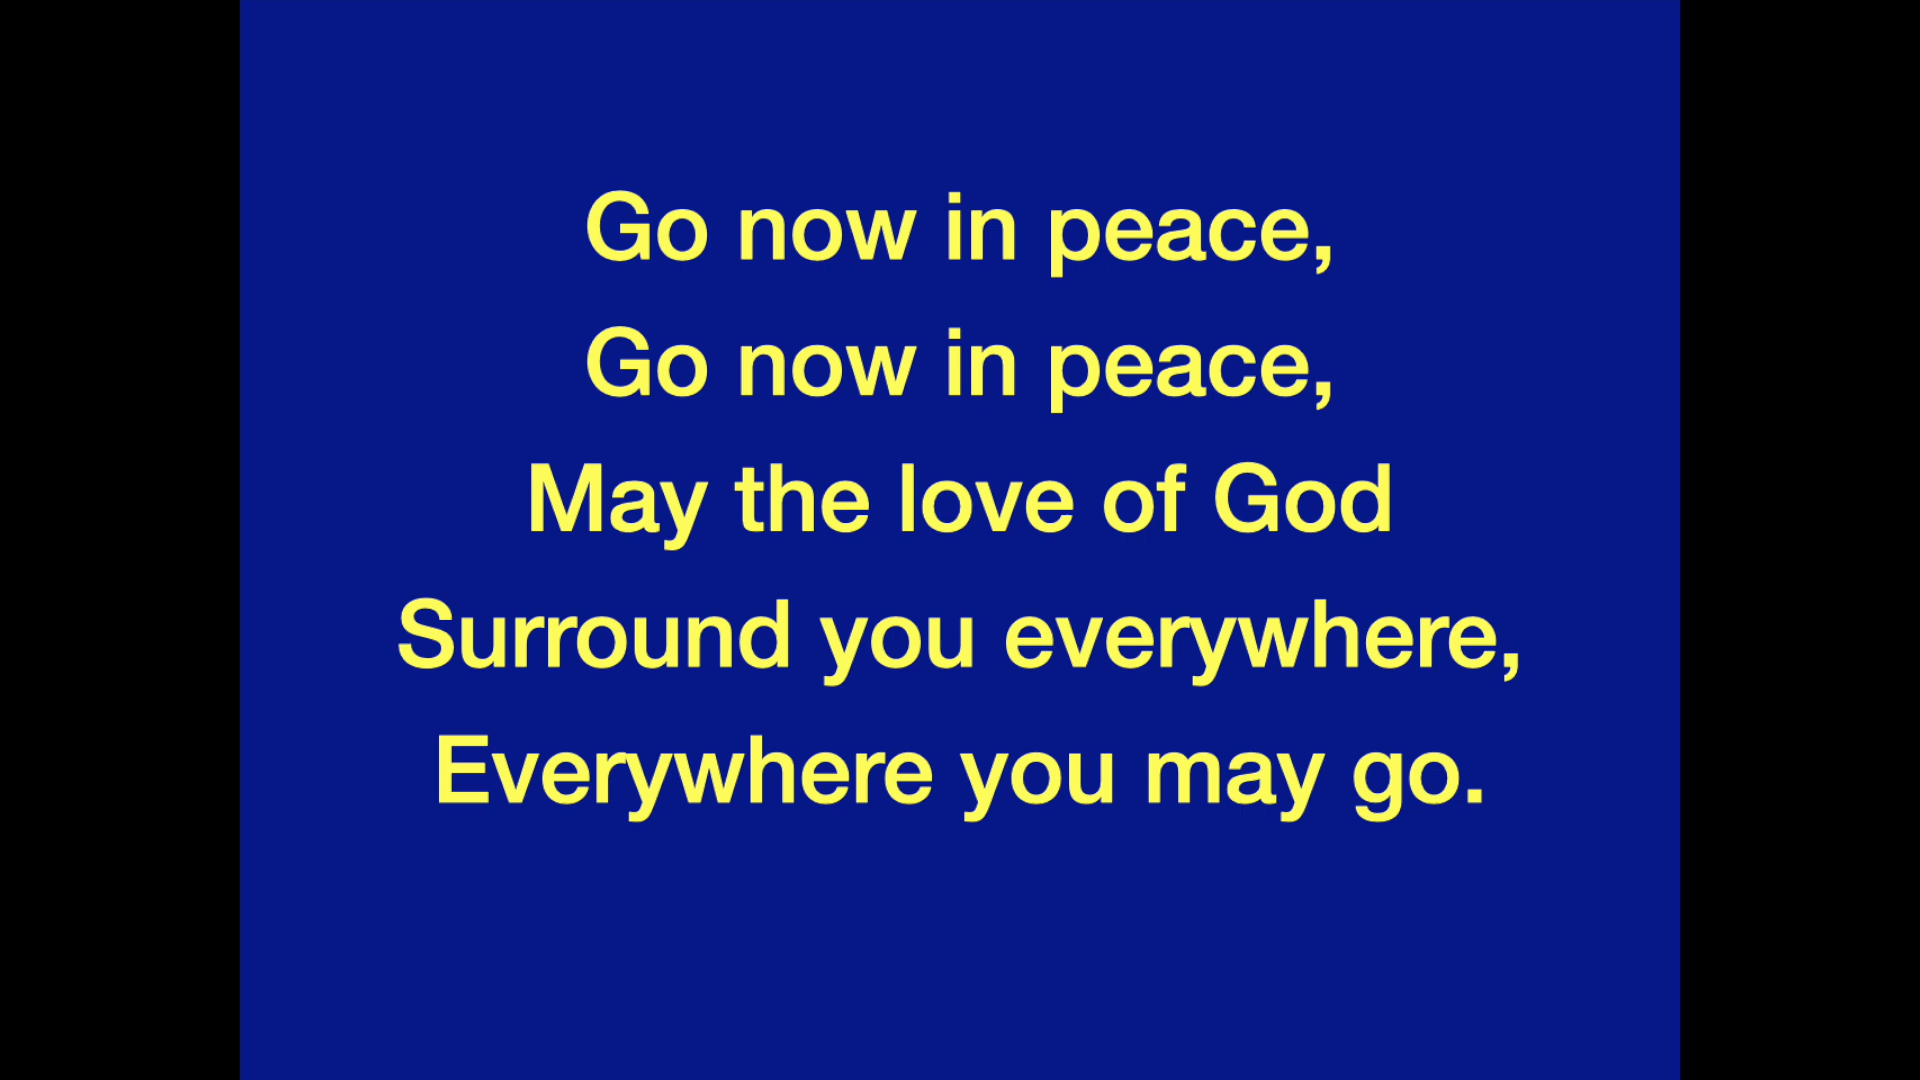 Go now in peace,
Go now in peace,
May the love of God
Surround you everywhere,
Everywhere you may go.